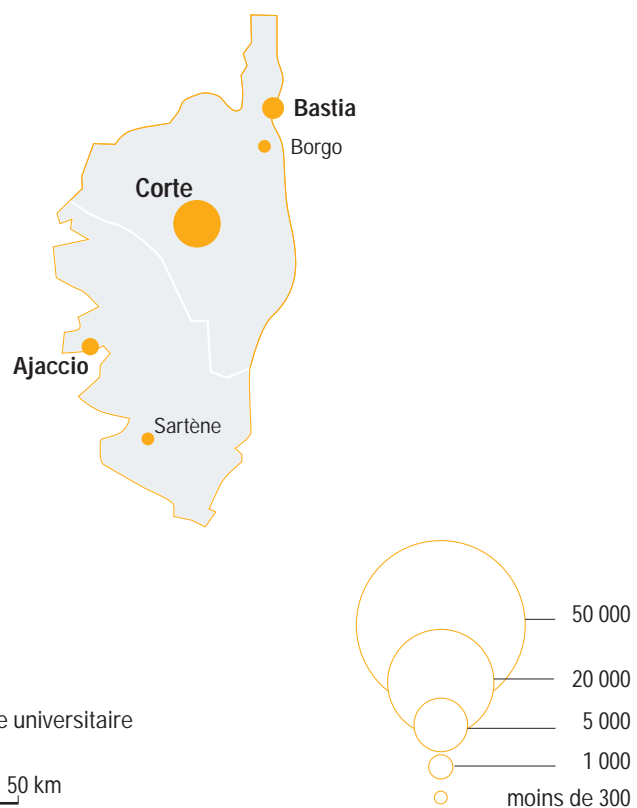 Bastia
Borgo
Corte
Ajaccio
Sartène
50 000
20 000
e universitaire
5 000
1 000
50 km
moins de 300